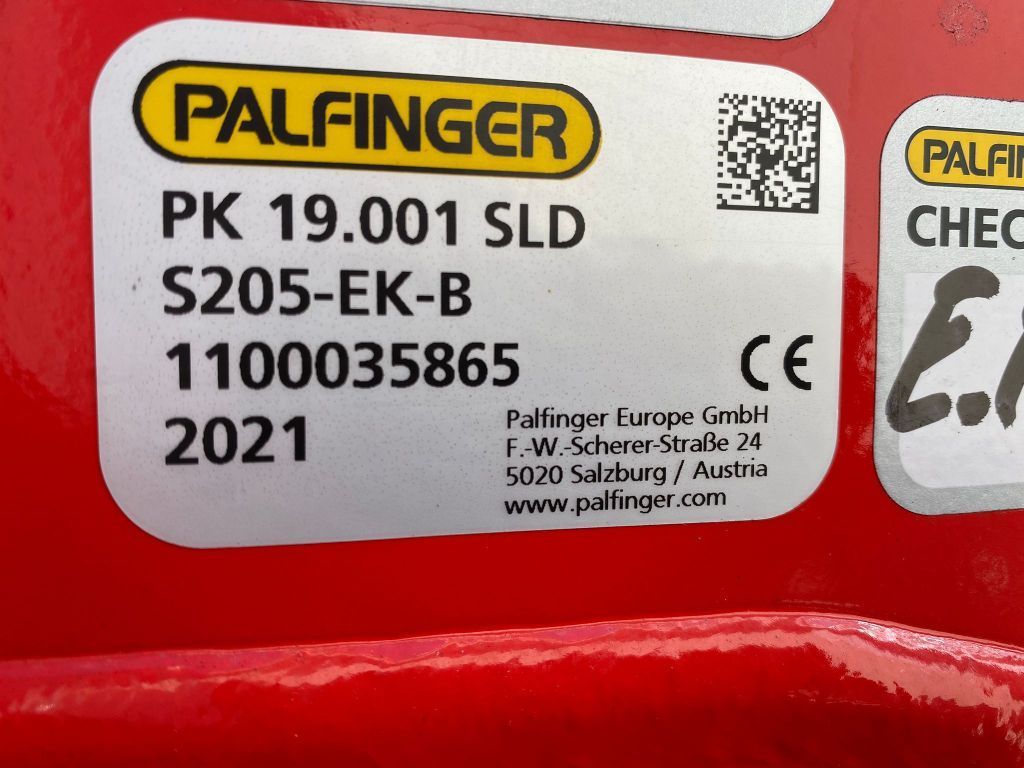 PALFINGER
PK 19.001 SLD
S205-EK-B
1100035865
2021
Palfinger Europe GmbH
F.-W.-Scherer-Straße 24
5020 Salzburg / Austria
www.palfinger.com
CE
PALFIN
CHEC